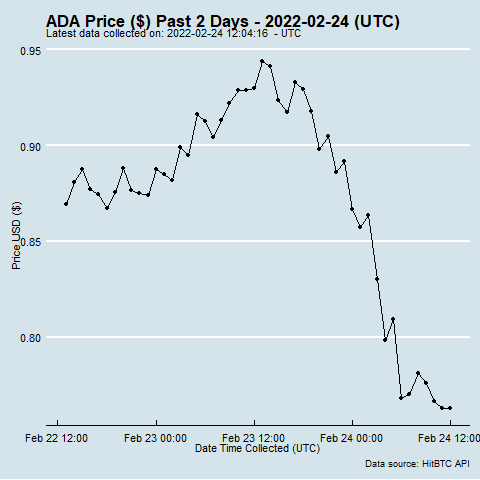 ADA Price ($) Past 2 Days - 2022-02-24 (UTC)
Latest data collected on: 2022-02-24 12:04:16  - UTC
0.95
0.90
0.85
0.80
Price USD ($)
Feb 22 12:00 Feb 23 00:00 Feb 23 12:00 Feb 24 00:00 Feb 24 12:00
Date Time Collected (UTC)
Data source: HitBTC API